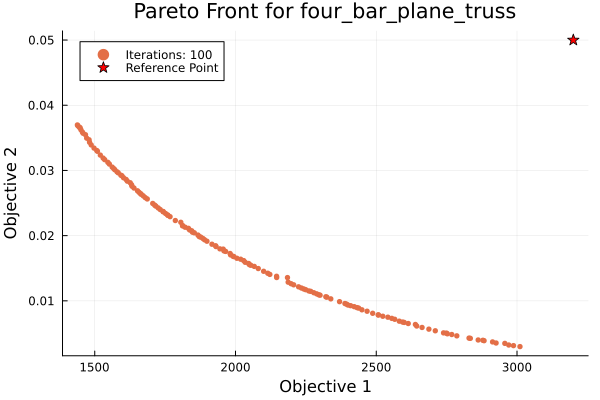 Pareto Front for four_bar_plane_truss
Iterations: 100
Reference Point
0.05
0.04
0.03
0.02
0.01
Objective 2
1500
2000
2500
3000
Objective 1